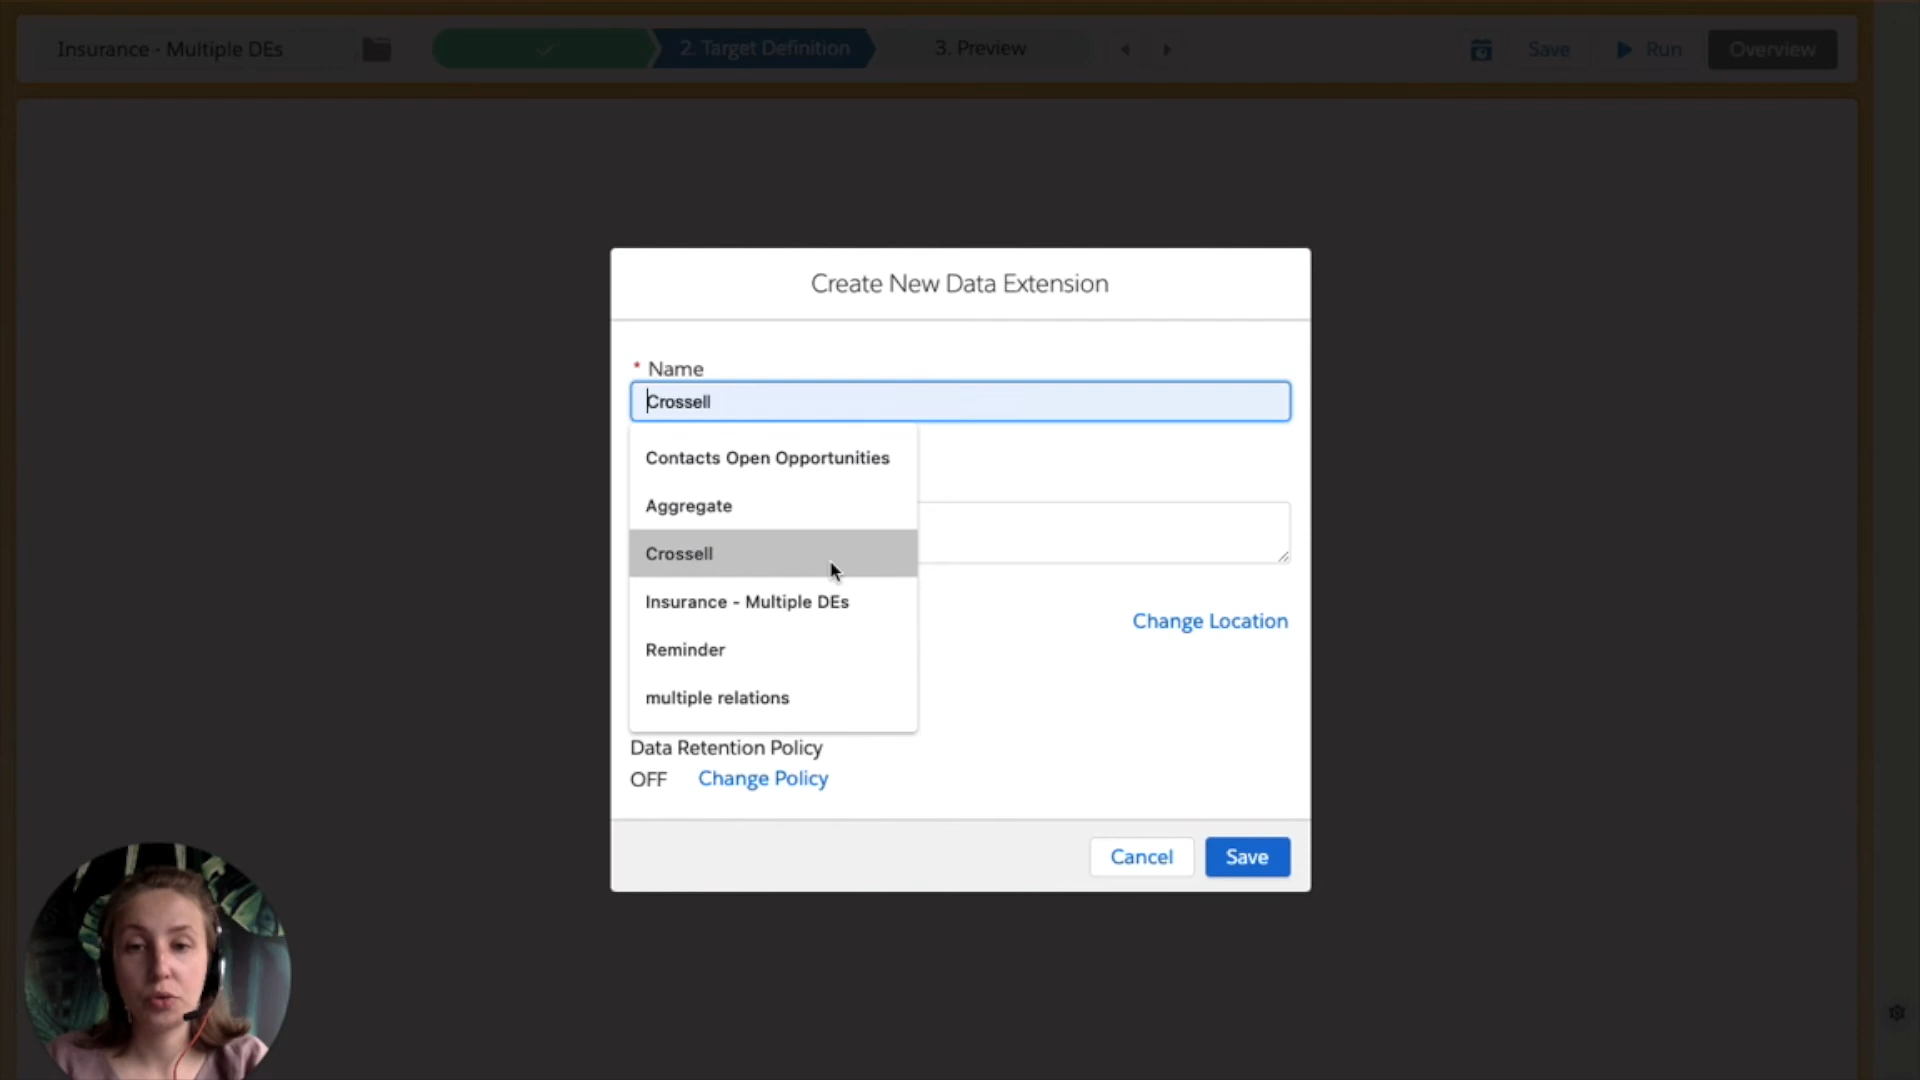 Insurance - Multiple DEs
2. Target Definition
3. Preview
Save
Run
Overview
Create New Data Extension
* Name
Crossell
Contacts Open Opportunities
Aggregate
Crossell
Insurance - Multiple DEs
Reminder
multiple relations
Change Location
Data Retention Policy
OFF Change Policy
Cancel
Save